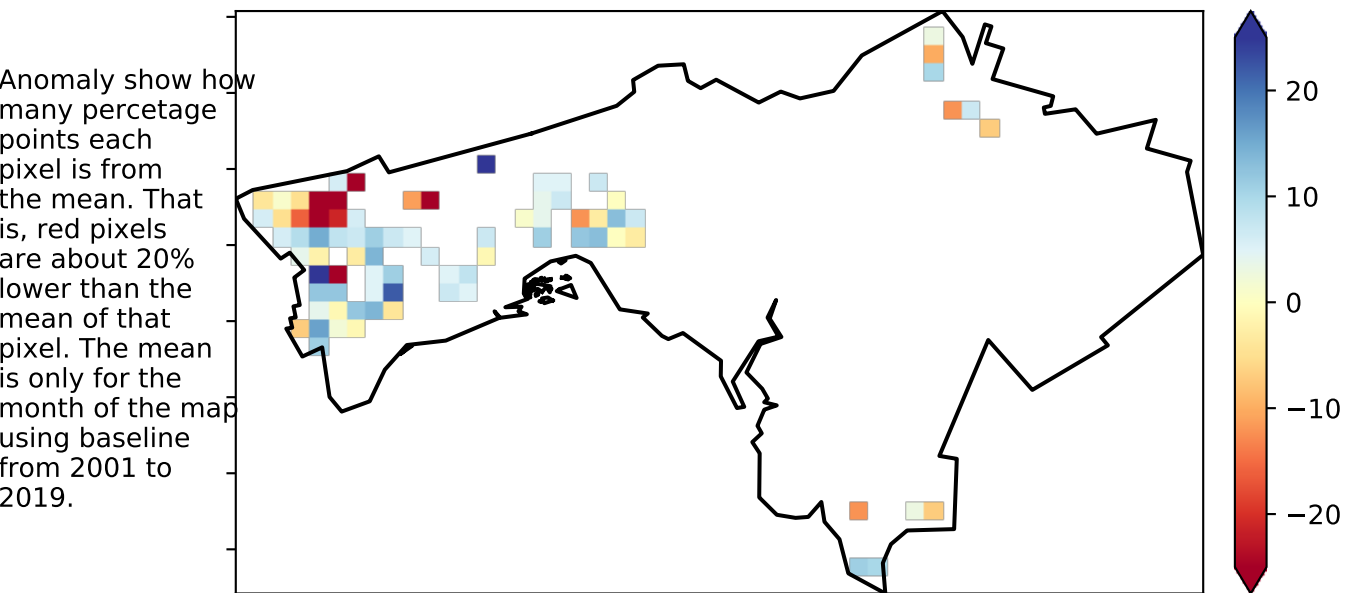 Anomaly show how
many percetage
points each
pixel is from
the mean. That
is, red pixels
are about 20%
lower than the
mean of that
pixel. The mean
is only for the
month of the map
using baseline
from 2001 to
2019.
20
10
0
−10
−20